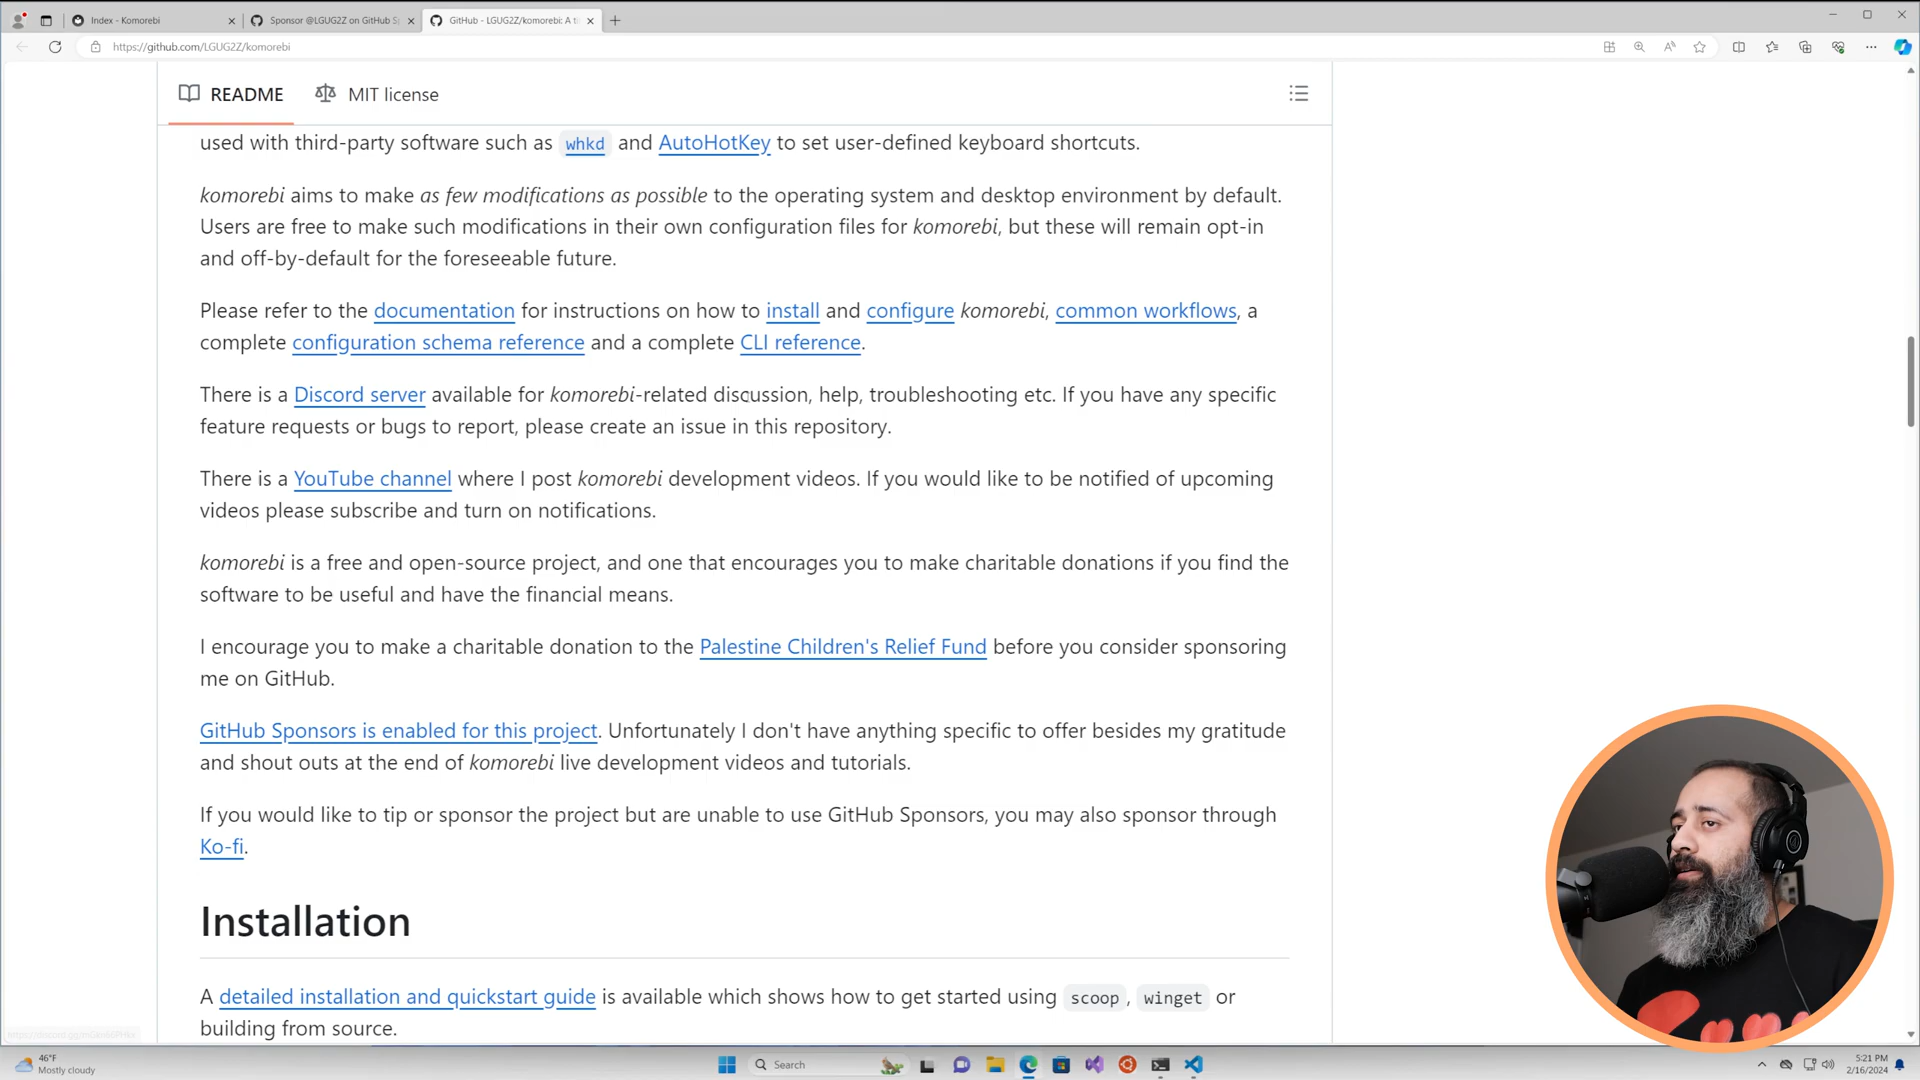 Index - Komorebi
Sponsor @LGUG2Z on GitHub Sp
GitHub - LGUG2Z/komorebi: A ti
https://github.com/LGUG2Z/komorebi
README
MIT license
used with third-party software such as whkd and AutoHotKey to set user-defined keyboard shortcuts.
komorebi aims to make as few modifications as possible to the operating system and desktop environment by default.
Users are free to make such modifications in their own configuration files for komorebi, but these will remain opt-in
and off-by-default for the foreseeable future.
Please refer to the documentation for instructions on how to install and configure komorebi, common workflows, a
complete configuration schema reference and a complete CLI reference.
There is a Discord server available for komorebi-related discussion, help, troubleshooting etc. If you have any specific
feature requests or bugs to report, please create an issue in this repository.
There is a YouTube channel where I post komorebi development videos. If you would like to be notified of upcoming
videos please subscribe and turn on notifications.
komorebi is a free and open-source project, and one that encourages you to make charitable donations if you find the
software to be useful and have the financial means.
I encourage you to make a charitable donation to the Palestine Children's Relief Fund before you consider sponsoring
me on GitHub.
GitHub Sponsors is enabled for this project. Unfortunately I don't have anything specific to offer besides my gratitude
and shout outs at the end of komorebi live development videos and tutorials.
If you would like to tip or sponsor the project but are unable to use GitHub Sponsors, you may also sponsor through
Ko-fi.
Installation
A detailed installation and quickstart guide is available which shows how to get started using scoop, winget or
building from source.
46°F
Mostly cloudy
Search
5:21 PM
2/16/2024